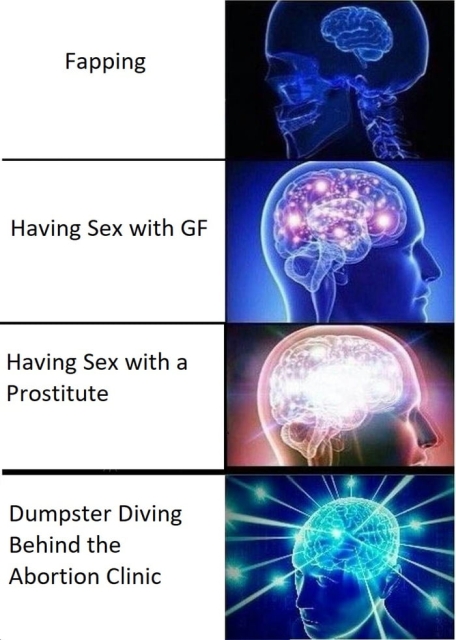 Fapping
Having Sex with GF
Having Sex with a
Prostitute
Dumpster Diving
Behind the
Abortion Clinic